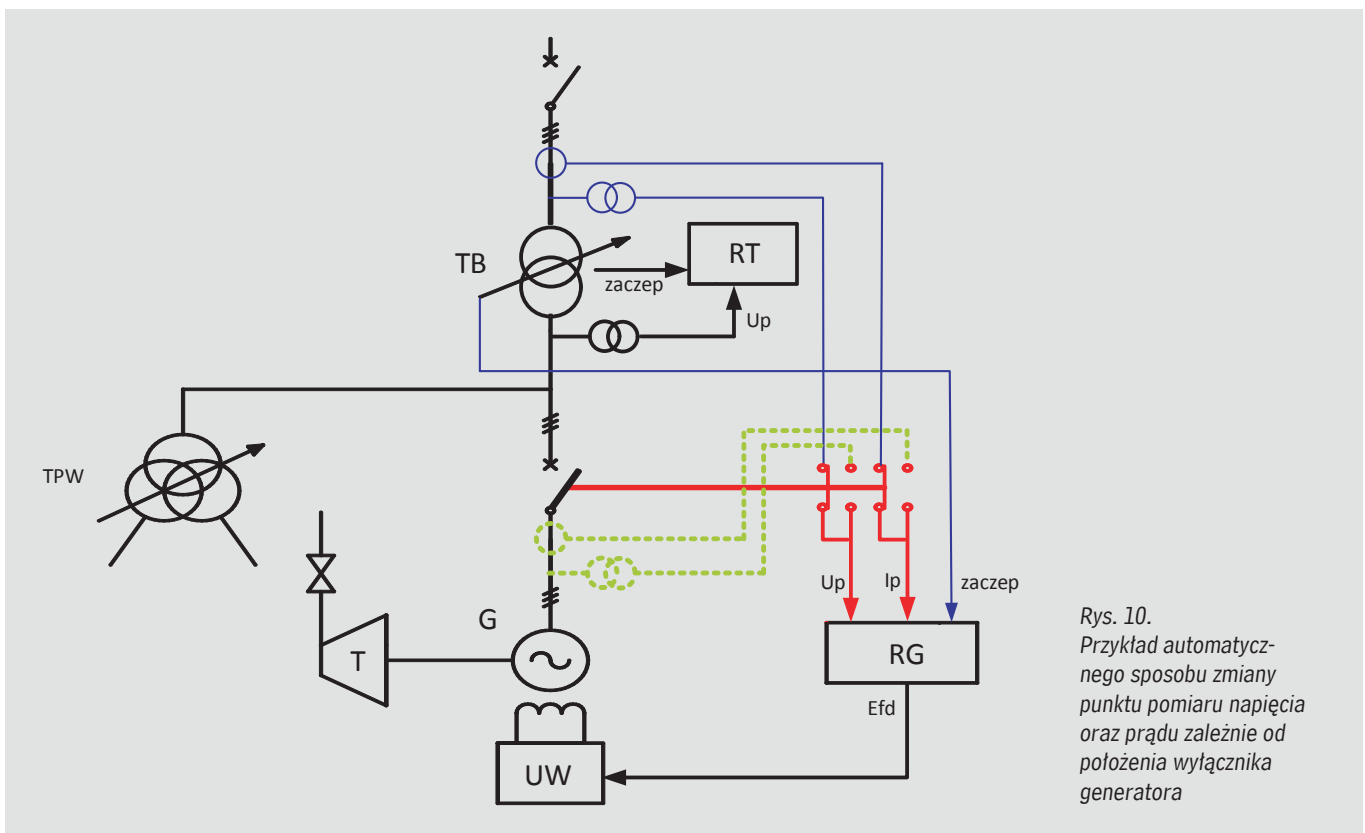 TB
RT
zaczep
Up
TPW
G
T
Up
Ip
zaczep
RG
Efd
UW
Rys. 10.
Przykład automatycz-
nego sposobu zmiany
punktu pomiaru napięcia
oraz prądu zależnie od
położenia wyłącznika
generatora